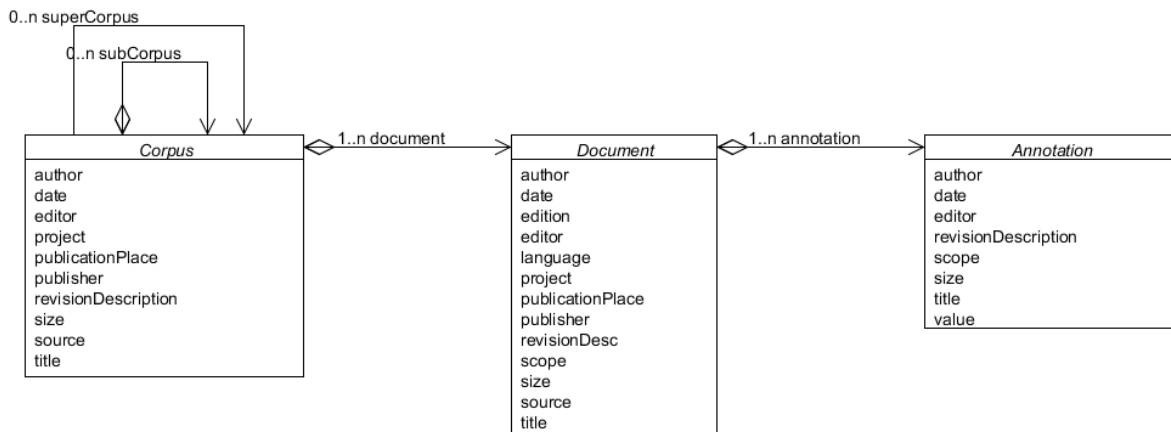 0..n superCorpus
0..n subCorpus
Corpus
author
date
editor
project
publicationPlace
publisher
revisionDescription
size
source
title
1..n document
Document
author
date
edition
editor
language
project
publicationPlace
publisher
revisionDesc
scope
size
source
title
1..n annotation
Annotation
author
date
editor
revisionDescription
scope
size
title
value